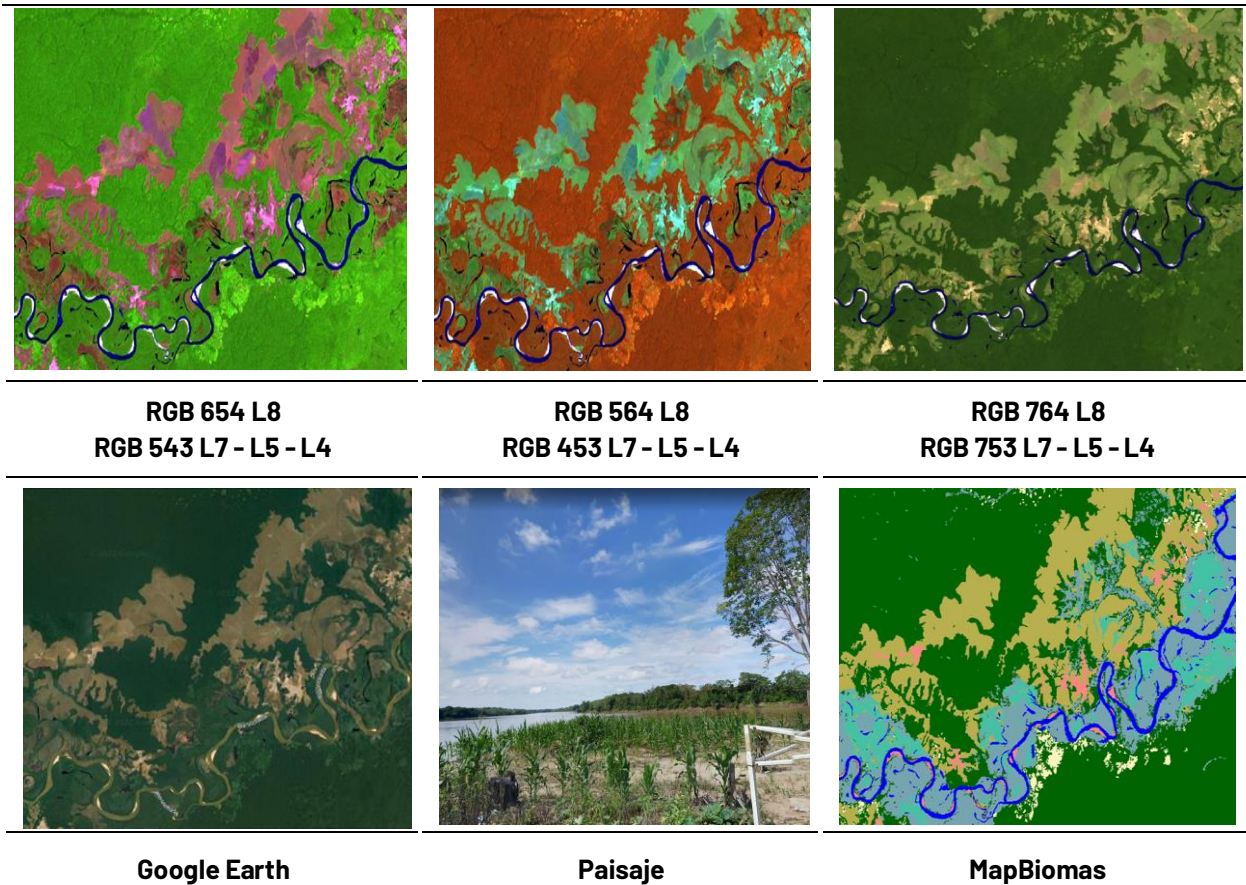 RGB 654 L8
RGB 543 L7 - L5 - L4
RGB 564 L8
RGB 453 L7 - L5 - L4
RGB 764 L8
RGB 753 L7 - L5 - L4
Google Earth
Paisaje
MapBiomas